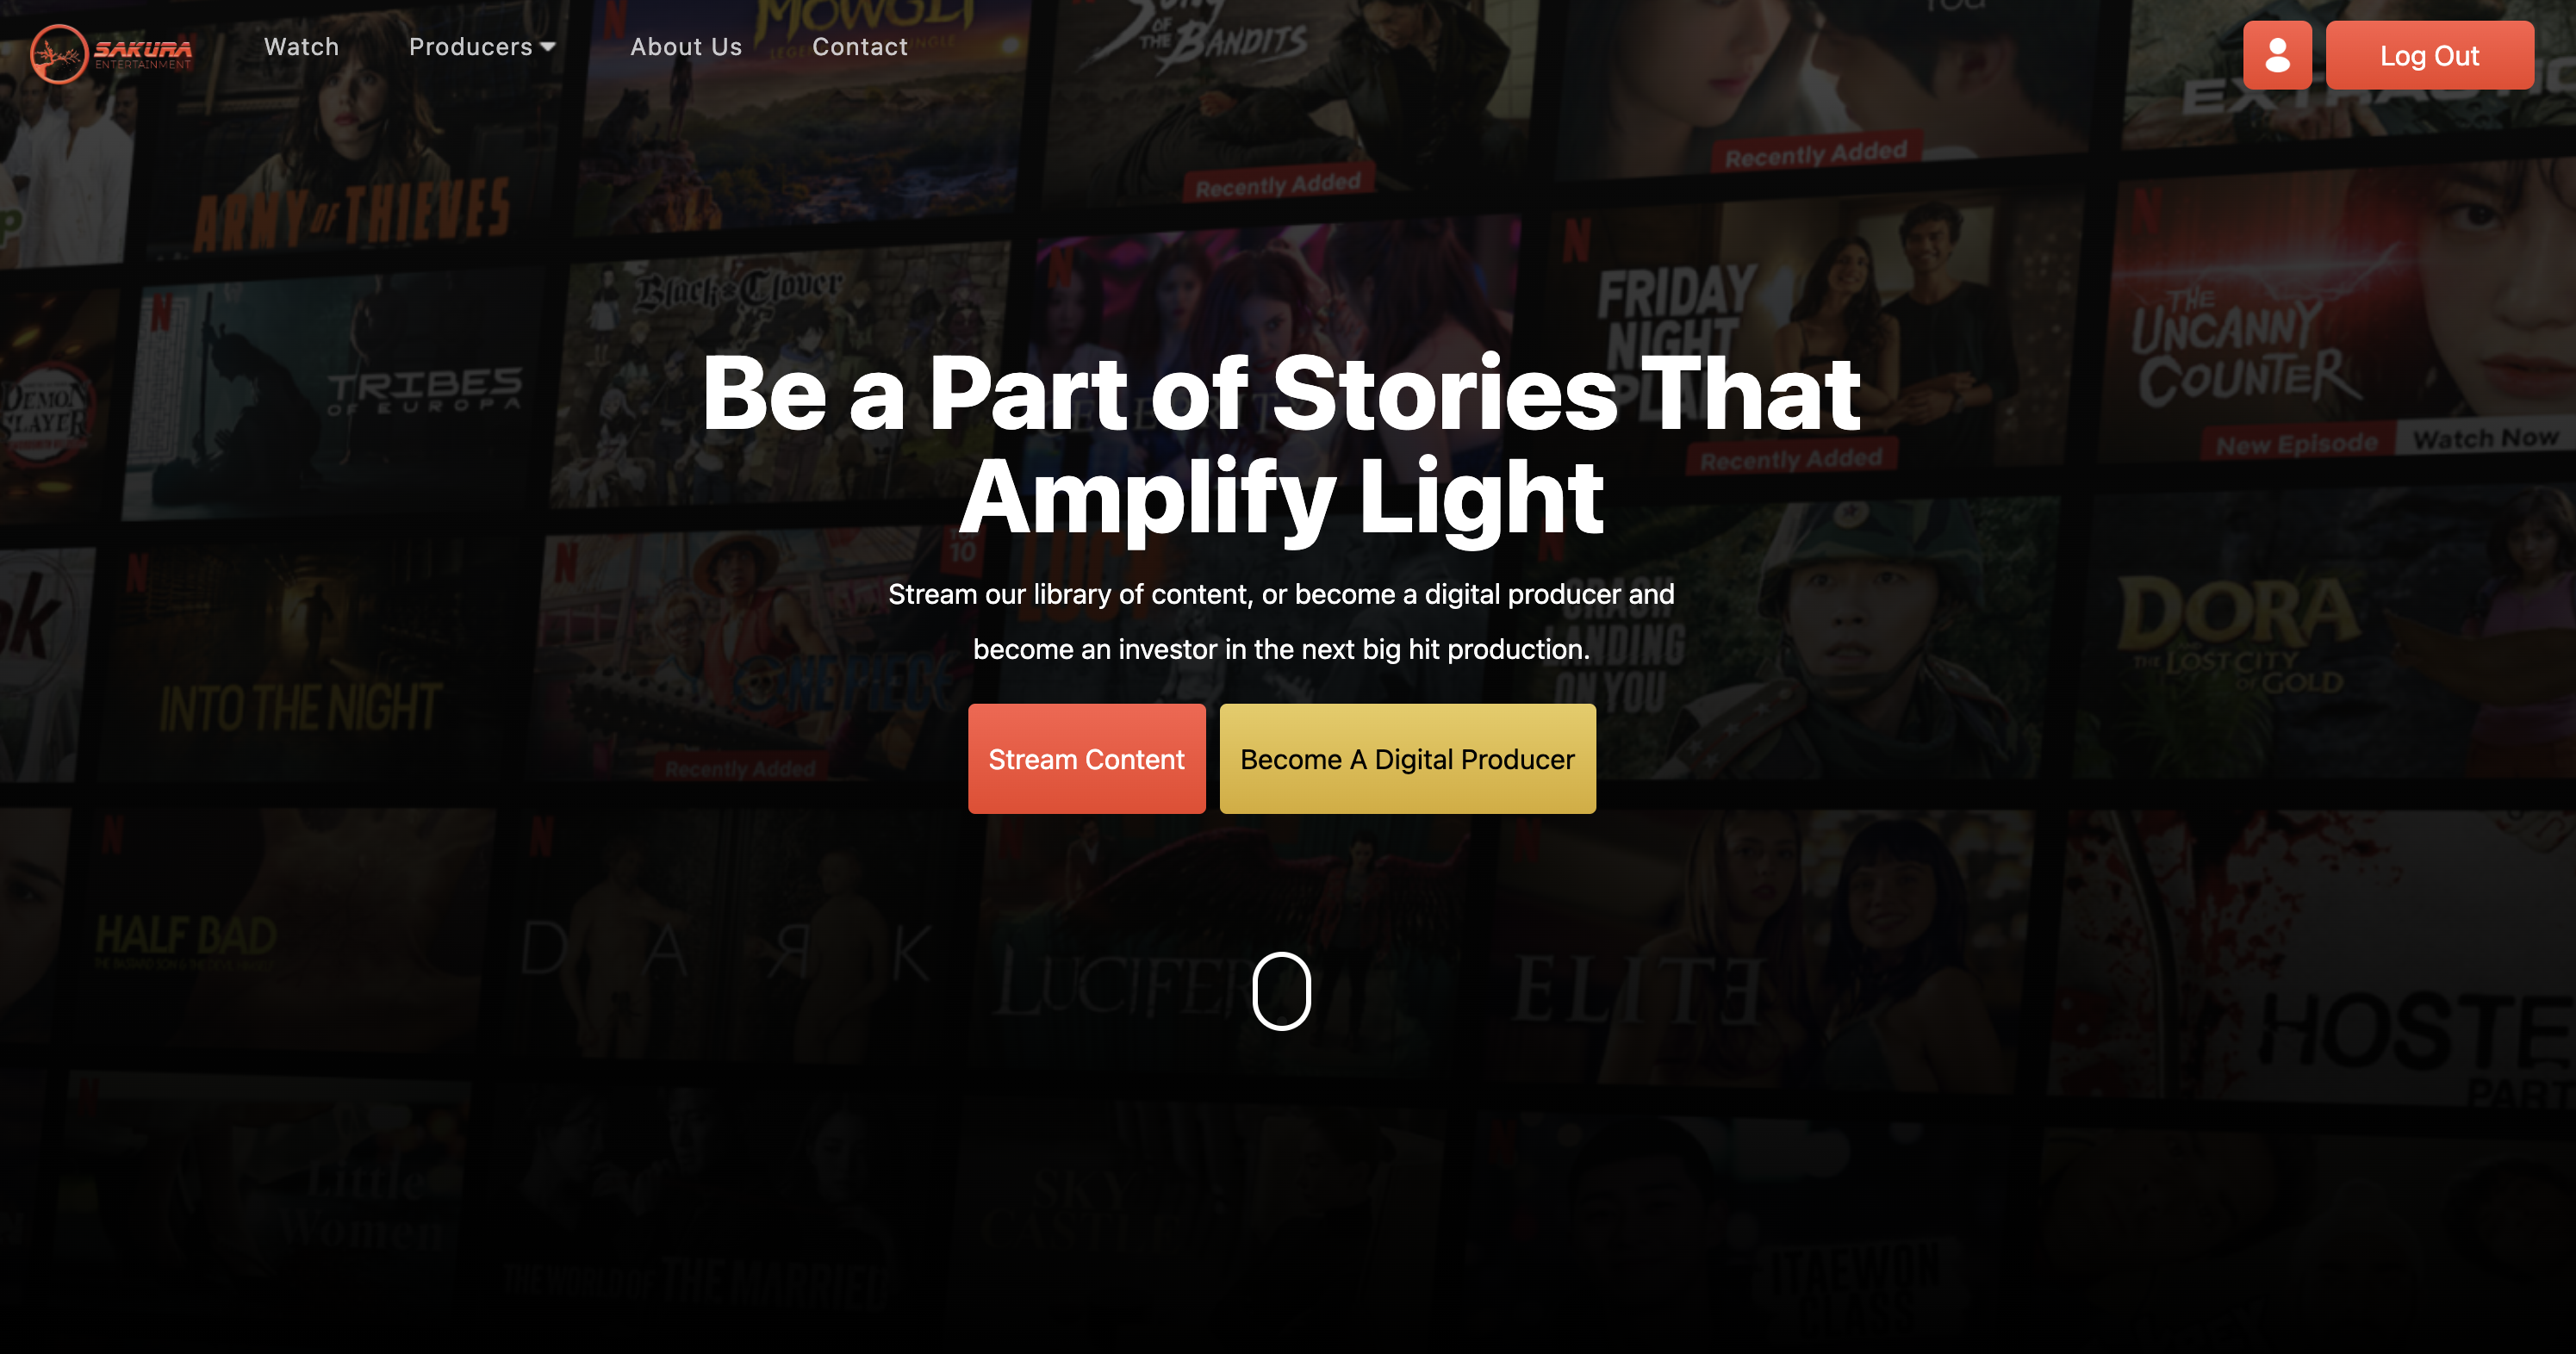 SAKURA
ENTERTAINMENT
Watch
Producers
About Us
Contact
Log Out
MOWGLI
SONG
OF
THE BANDITS
You
Recently Added
Recently Added
ARMY OF THIEVES
DEMON
SLAYER
TRIBES
OF EUROPA
Black Clover
FRIDAY
NIGHT
PLAN
Recently Added
THE
UNCANNY
COUNTER
New Episode
Watch Now
Be a Part of Stories That
Amplify Light
Stream our library of content, or become a digital producer and
become an investor in the next big hit production.
Stream Content
Become A Digital Producer
INTO THE NIGHT
10
ONE PIECE
Recently Added
CRASH
LANDING
ON YOU
DORA
THE LOST CITY
OF GOLD
HALF BAD
DARK
LUCIFER
ELITE
HOSTE
PART
Little
Women
THE WORLD OF THE MARRIED
SKY
CASTLE
ITAEWON
CLASS